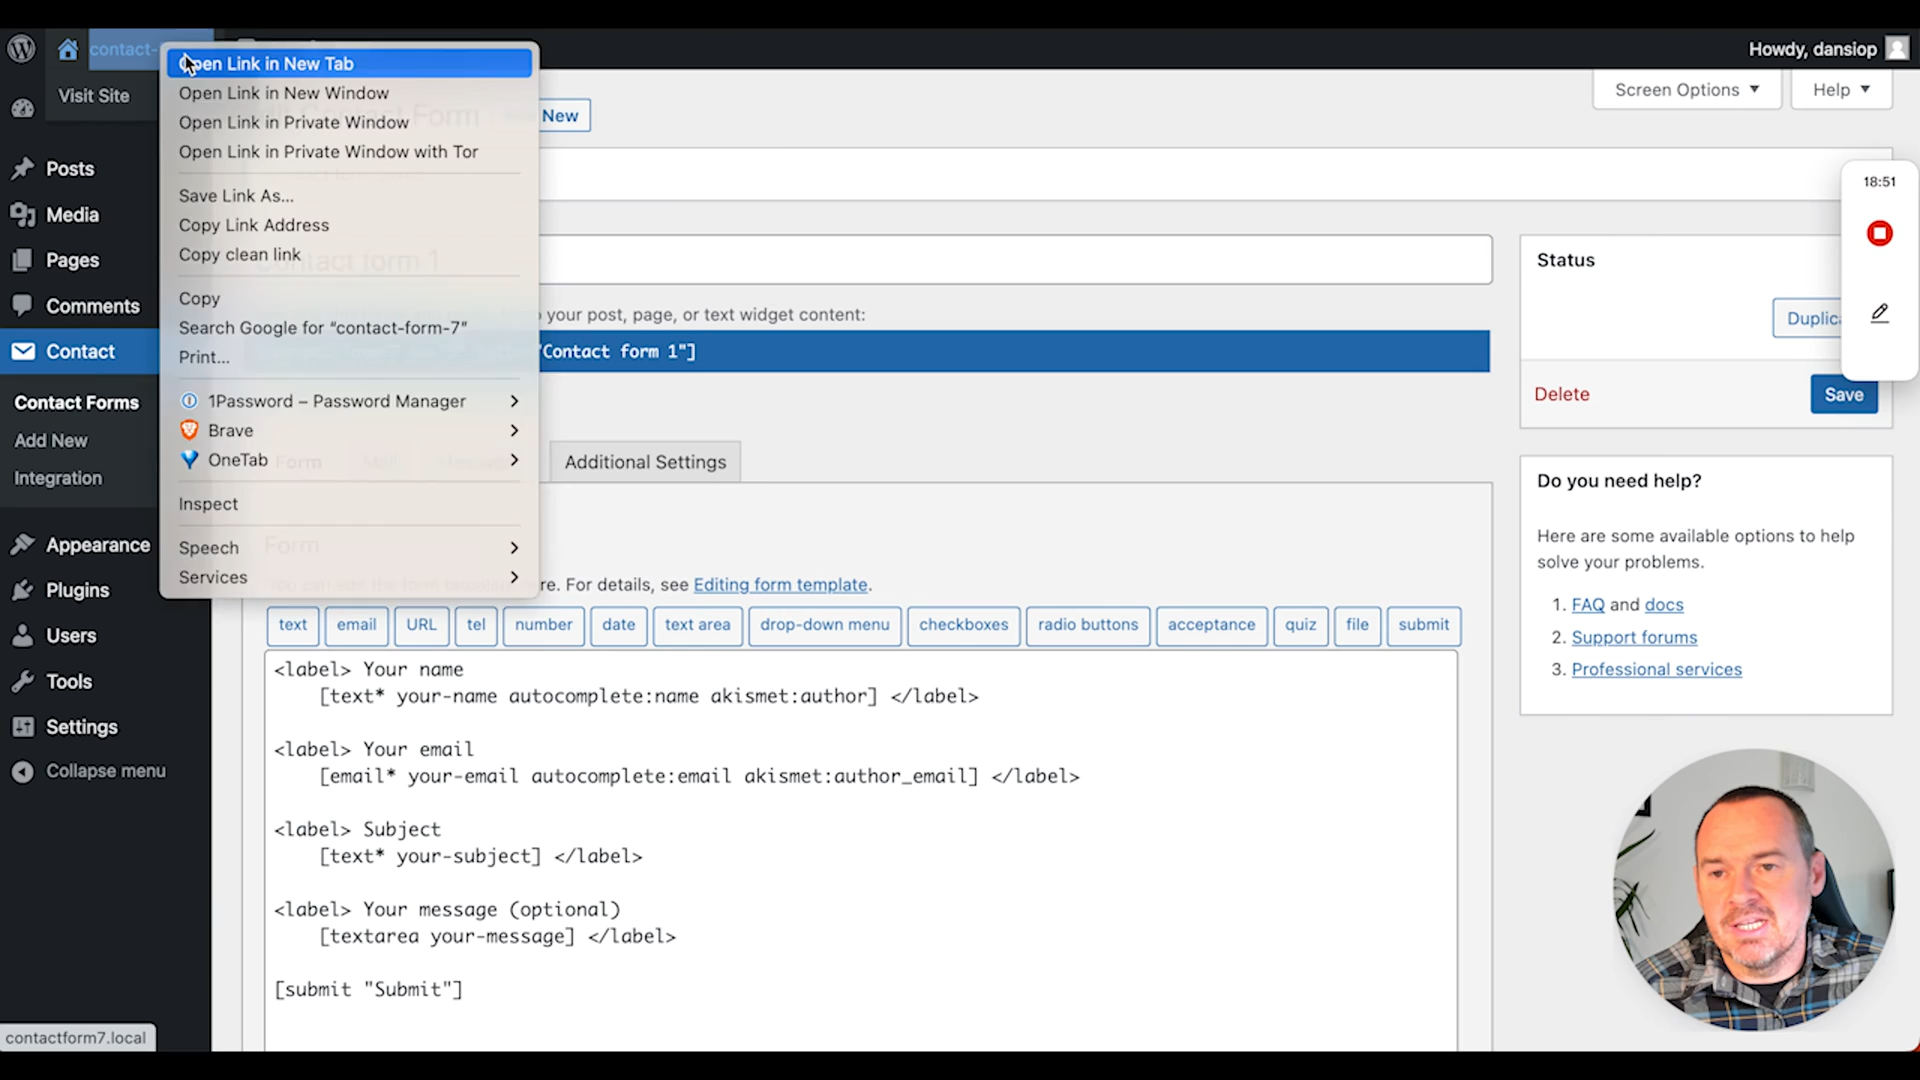 contact-
Howdy, dansiop
Visit Site
Open Link in New Tab
Open Link in New Window
Open Link in Private Window
Open Link in Private Window with Tor
Save Link As...
Copy Link Address
Copy clean link
Copy
Search Google for “contact-form-7”
Print...
1Password – Password Manager
Brave
OneTab
Inspect
Speech
Services
Screen Options
Help
Contact Form
New
Posts
Media
Pages
Comments
Contact
Contact Forms
Add New
Integration
Appearance
Plugins
Users
Tools
Settings
Collapse menu
contactform7.local
Contact form 1
your post, page, or text widget content:
"Contact form 1"]
Form
Additional Settings
Form
re. For details, see Editing form template.
text
email
URL
tel
number
date
text area
drop-down menu
checkboxes
radio buttons
acceptance
quiz
file
submit
<label> Your name
[text* your-name autocomplete:name akismet:author] </label>
<label> Your email
[email* your-email autocomplete:email akismet:author_email] </label>
<label> Subject
[text* your-subject] </label>
<label> Your message (optional)
[textarea your-message] </label>
[submit "Submit"]
18:51
Status
Duplica
Delete
Save
Do you need help?
Here are some available options to help
solve your problems.
1. FAQ and docs
2. Support forums
3. Professional services